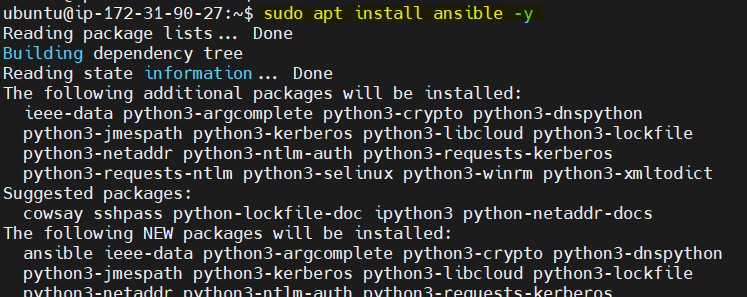 ubuntu@ip-172-31-90-27:~$ sudo apt install ansible -y
Reading package lists... Done
Building dependency tree
Reading state information... Done
The following additional packages will be installed:
  ieee-data python3-argcomplete python3-crypto python3-dnspython
  python3-jmespath python3-kerberos python3-libcloud python3-lockfile
  python3-netaddr python3-ntlm-auth python3-requests-kerberos
  python3-requests-ntlm python3-selinux python3-winrm python3-xmltodict
Suggested packages:
  cowsay sshpass python-lockfile-doc ipython3 python-netaddr-docs
The following NEW packages will be installed:
  ansible ieee-data python3-argcomplete python3-crypto python3-dnspython
  python3-jmespath python3-kerberos python3-libcloud python3-lockfile
  python3-netaddr python3-ntlm-auth python3-requests-kerberos